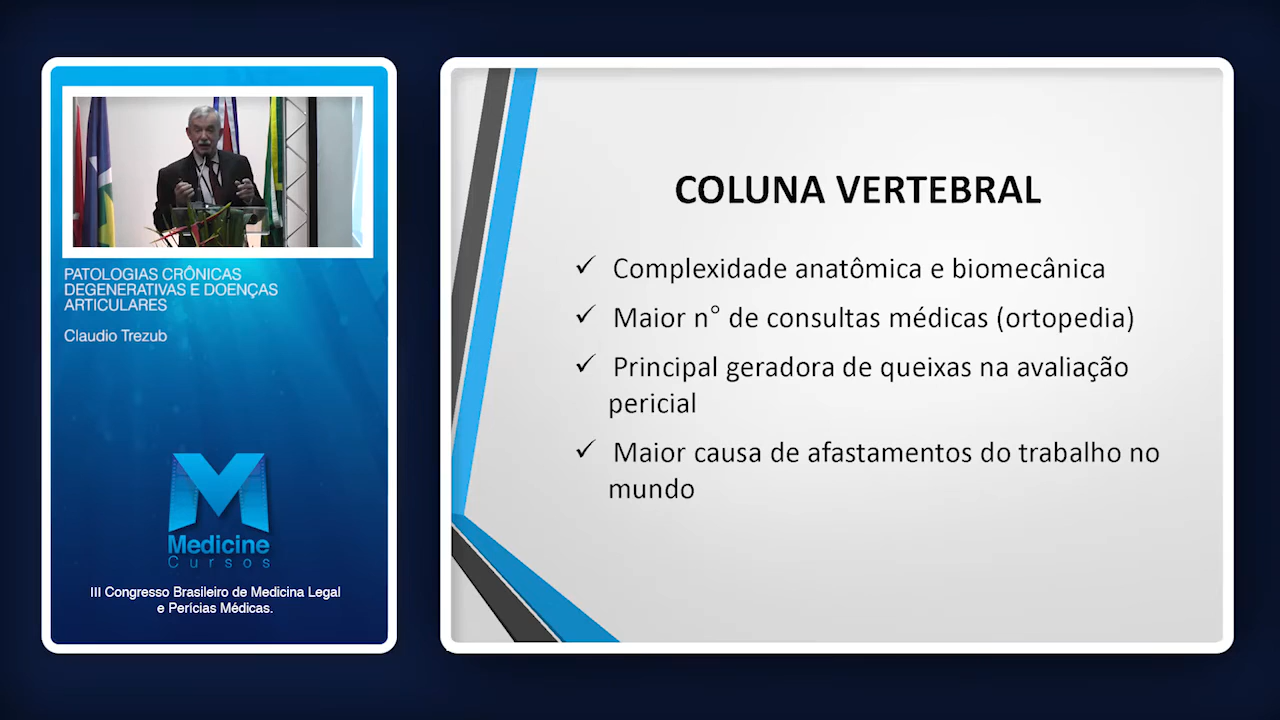 PATOLOGIAS CRÔNICAS
DEGENERATIVAS E DOENÇAS
ARTICULARES
Claudio Trezub
Medicine
Cursos
III Congresso Brasileiro de Medicina Legal
e Perícias Médicas.
COLUNA VERTEBRAL
✓ Complexidade anatômica e biomecânica
✓ Maior n° de consultas médicas (ortopedia)
✓ Principal geradora de queixas na avaliação
pericial
✓ Maior causa de afastamentos do trabalho no
mundo